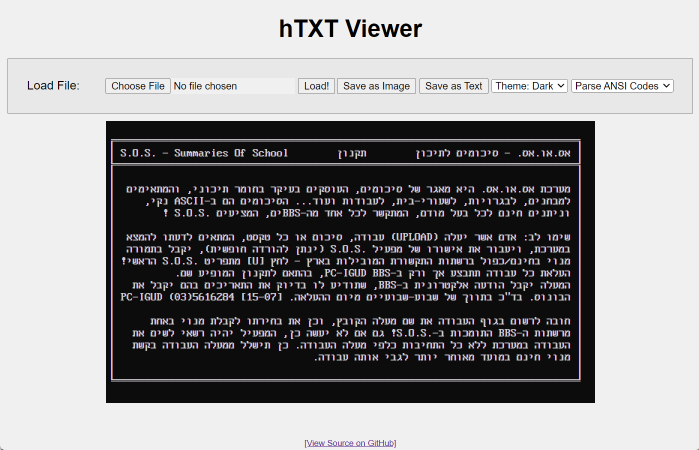 hTXT Viewer
Load File: Choose File No file chosen Load! Save as Image Save as Text Theme: Dark Parse ANSI Codes
אס.או.אס. - סיכומים לתיכון תקנון S.O.S. - Summaries Of School
מערכת אס.או.אס. היא מאגר של סיכומים, העוסקים בעיקר בחומר תיכוני, והמתאימים
למבחנים, לבגרויות, לשעורי-בית, לעבודות ועוד... הסיכומים הם ב-ASCII נקי,
וניתנים חינם לכל בעל מודם, המתקשר לכל אחד מה-BBSים, המציעים S.O.S. !
שימו לב: אדם אשר יעלה (UPLOAD) עבודה, סיכום או כל טקסט, המתאים לדעתו להמצא
במערכת, ויעבור את אישורו של מפעיל S.O.S. (ינתן להורדה חופשית), יקבל בתמורה
מנוי בחינם/כפול ברשתות התקשורת המובילות בארץ - לחץ [U] מתפריט S.O.S. הראשי!
העלאת כל עבודה תתבצע אך ורק ב-PC-IGUD BBS, בהתאם לתקנון המופיע שם.
המעלה יקבל הודעה אלקטרונית ב-BBS, שתודיע לו בדיוק את התאריכים בהם יקבל את
הבונוס. בד"כ בתווך של שבוע-שבועיים מיום ההעלאה. PC-IGUD (03)5616284 [15-07]
חובה לרשום בגוף העבודה את שם מעלה הקובץ, וכן את בחירתו לקבלת מנוי באחת
מרשתות ה-BBS התומכות ב-S.O.S.! גם אם לא יעשה כן, המפעיל יהיה רשאי לשים את
העבודה במערכת ללא כל התחיבות כלפי מעלה העבודה. כן תישלל ממעלה העבודה בקשת
מנוי חינם במועד מאוחר יותר לגבי אותה עבודה.
[View Source on GitHub]